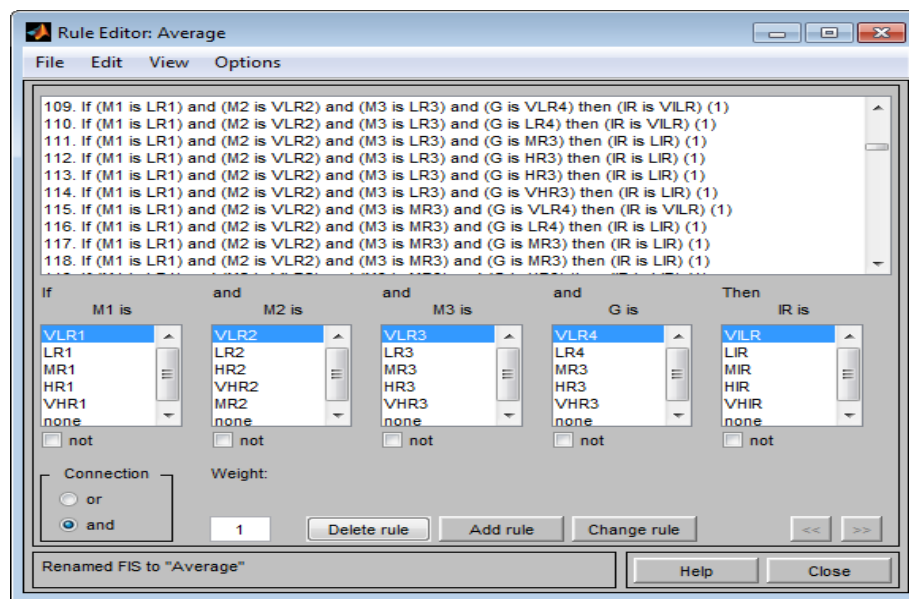 Rule Editor: Average
File Edit View Options
109. If (M1 is LR1) and (M2 is VLR2) and (M3 is LR3) and (G is VLR4) then (IR is VILR) (1)
110. If (M1 is LR1) and (M2 is VLR2) and (M3 is LR3) and (G is LR4) then (IR is VILR) (1)
111. If (M1 is LR1) and (M2 is VLR2) and (M3 is LR3) and (G is MR3) then (IR is LIR) (1)
112. If (M1 is LR1) and (M2 is VLR2) and (M3 is LR3) and (G is HR3) then (IR is LIR) (1)
113. If (M1 is LR1) and (M2 is VLR2) and (M3 is LR3) and (G is HR3) then (IR is LIR) (1)
114. If (M1 is LR1) and (M2 is VLR2) and (M3 is LR3) and (G is VHR3) then (IR is LIR) (1)
115. If (M1 is LR1) and (M2 is VLR2) and (M3 is MR3) and (G is VLR4) then (IR is VILR) (1)
116. If (M1 is LR1) and (M2 is VLR2) and (M3 is MR3) and (G is LR4) then (IR is LIR) (1)
117. If (M1 is LR1) and (M2 is VLR2) and (M3 is MR3) and (G is MR3) then (IR is LIR) (1)
118. If (M1 is LR1) and (M2 is VLR2) and (M3 is MR3) and (G is MR3) then (IR is LIR) (1)
If and and and Then
M1 is M2 is M3 is G is IR is
VLR1 VLR2 VLR3 VLR4 VILR
LR1 LR2 LR3 LR4 LIR
MR1 HR2 MR3 MR3 MIR
HR1 VHR2 HR3 HR3 HIR
VHR1 MR2 VHR3 VHR3 VHIR
none none none none none
not not not not not
Connection Weight:
or
and 1 Delete rule Add rule Change rule << >>
Renamed FIS to "Average" Help Close